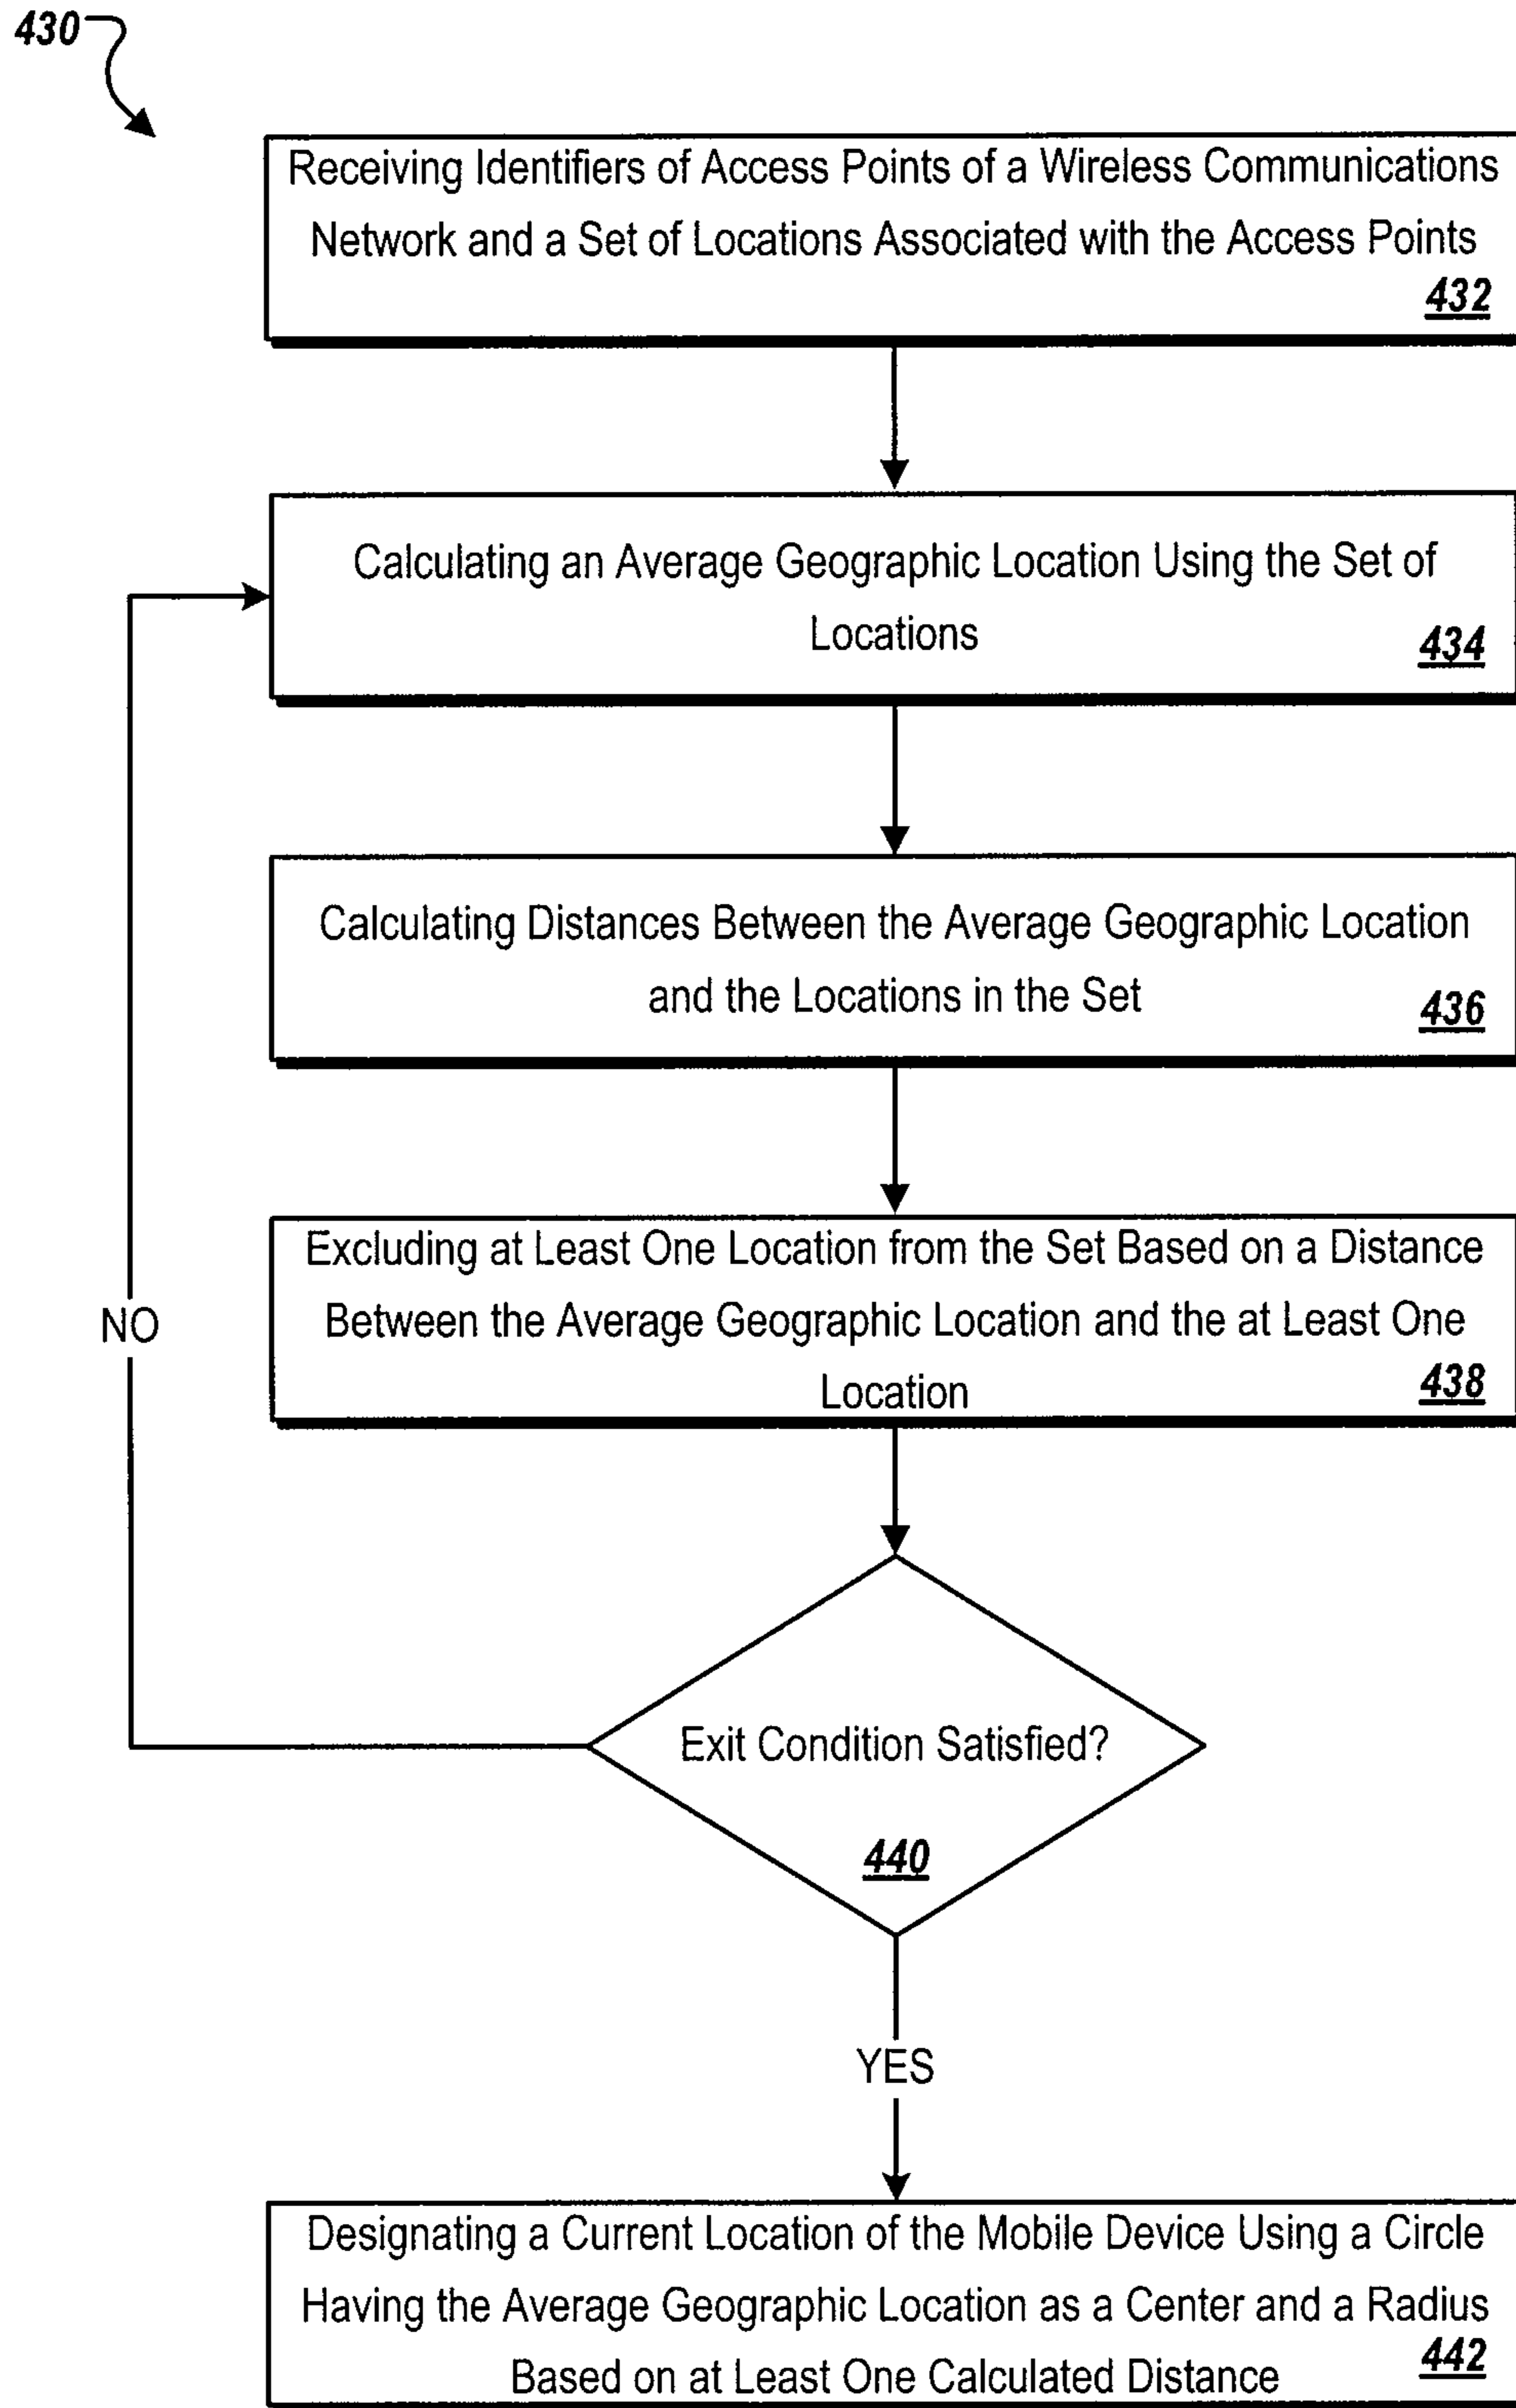 430
Receiving Identifiers of Access Points of a Wireless Communications
Network and a Set of Locations Associated with the Access Points
432
Calculating an Average Geographic Location Using the Set of
Locations
434
Calculating Distances Between the Average Geographic Location
and the Locations in the Set
436
Excluding at Least One Location from the Set Based on a Distance
Between the Average Geographic Location and the at Least One
Location
438
NO
Exit Condition Satisfied?
440
YES
Designating a Current Location of the Mobile Device Using a Circle
Having the Average Geographic Location as a Center and a Radius
Based on at Least One Calculated Distance
442